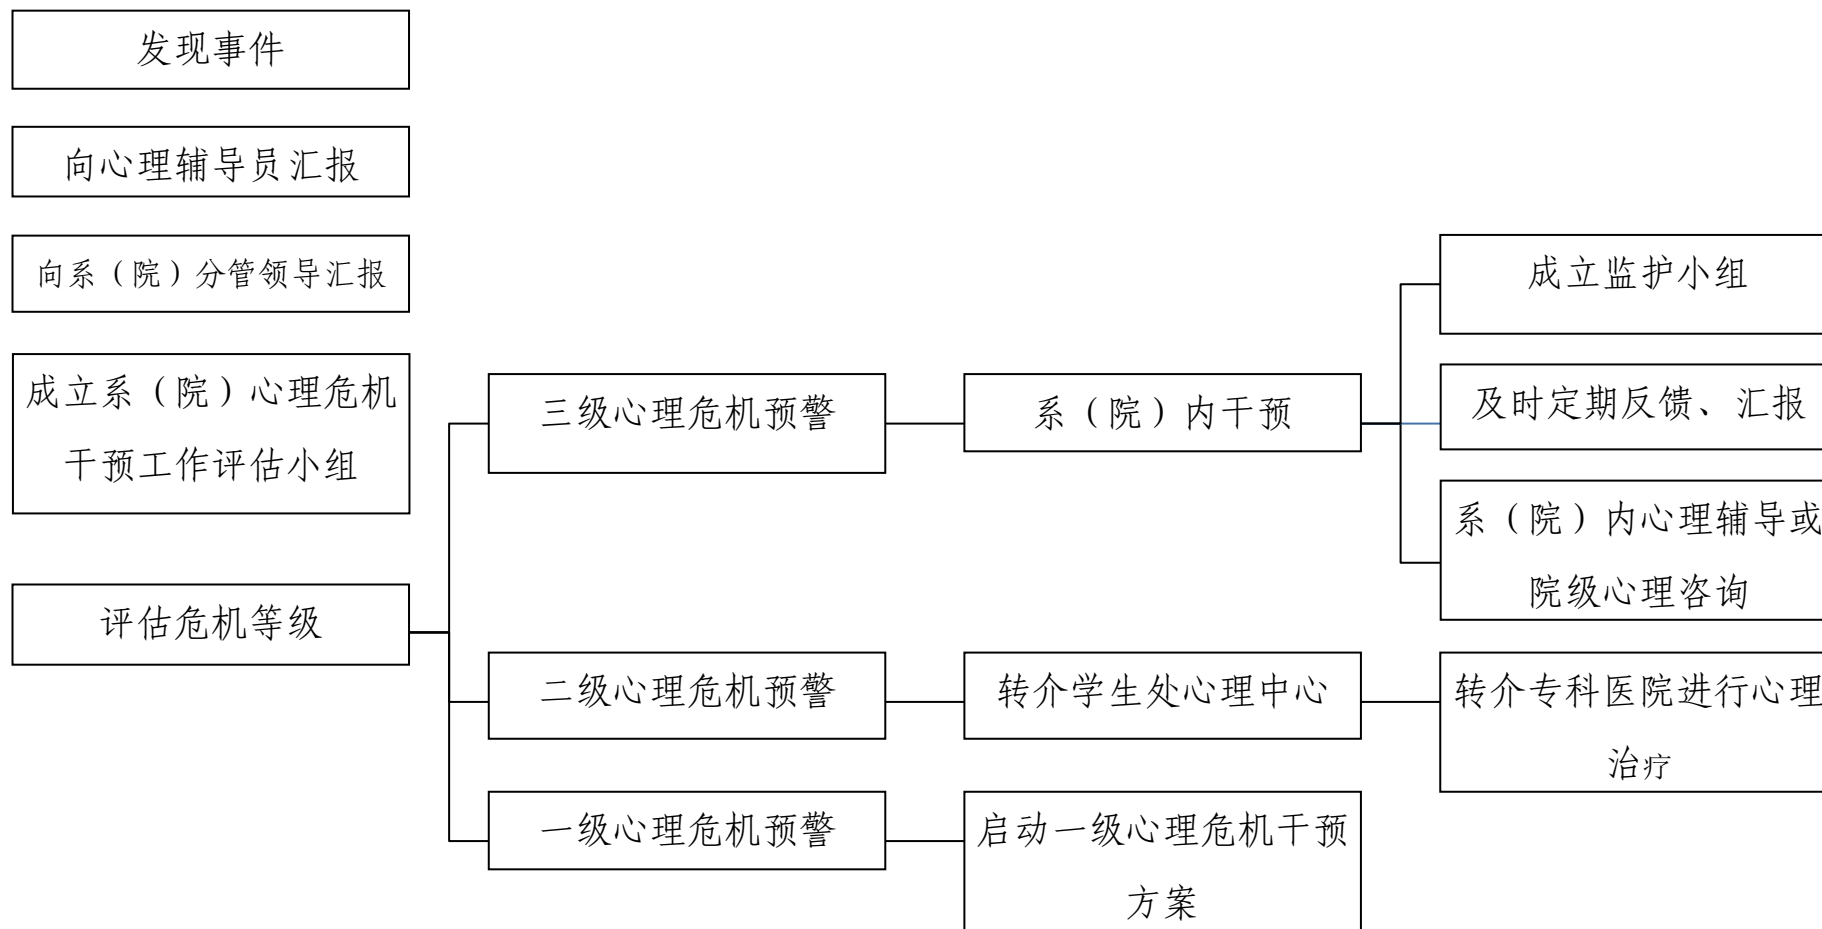 发现事件
向心理辅导员汇报
向系（院）分管领导汇报
成立系（院）心理危机
干预工作评估小组
评估危机等级
三级心理危机预警
系（院）内干预
成立监护小组
及时定期反馈、汇报
系（院）内心理辅导或
院级心理咨询
二级心理危机预警
转介学生处心理中心
转介专科医院进行心理
治疗
一级心理危机预警
启动一级心理危机干预
方案